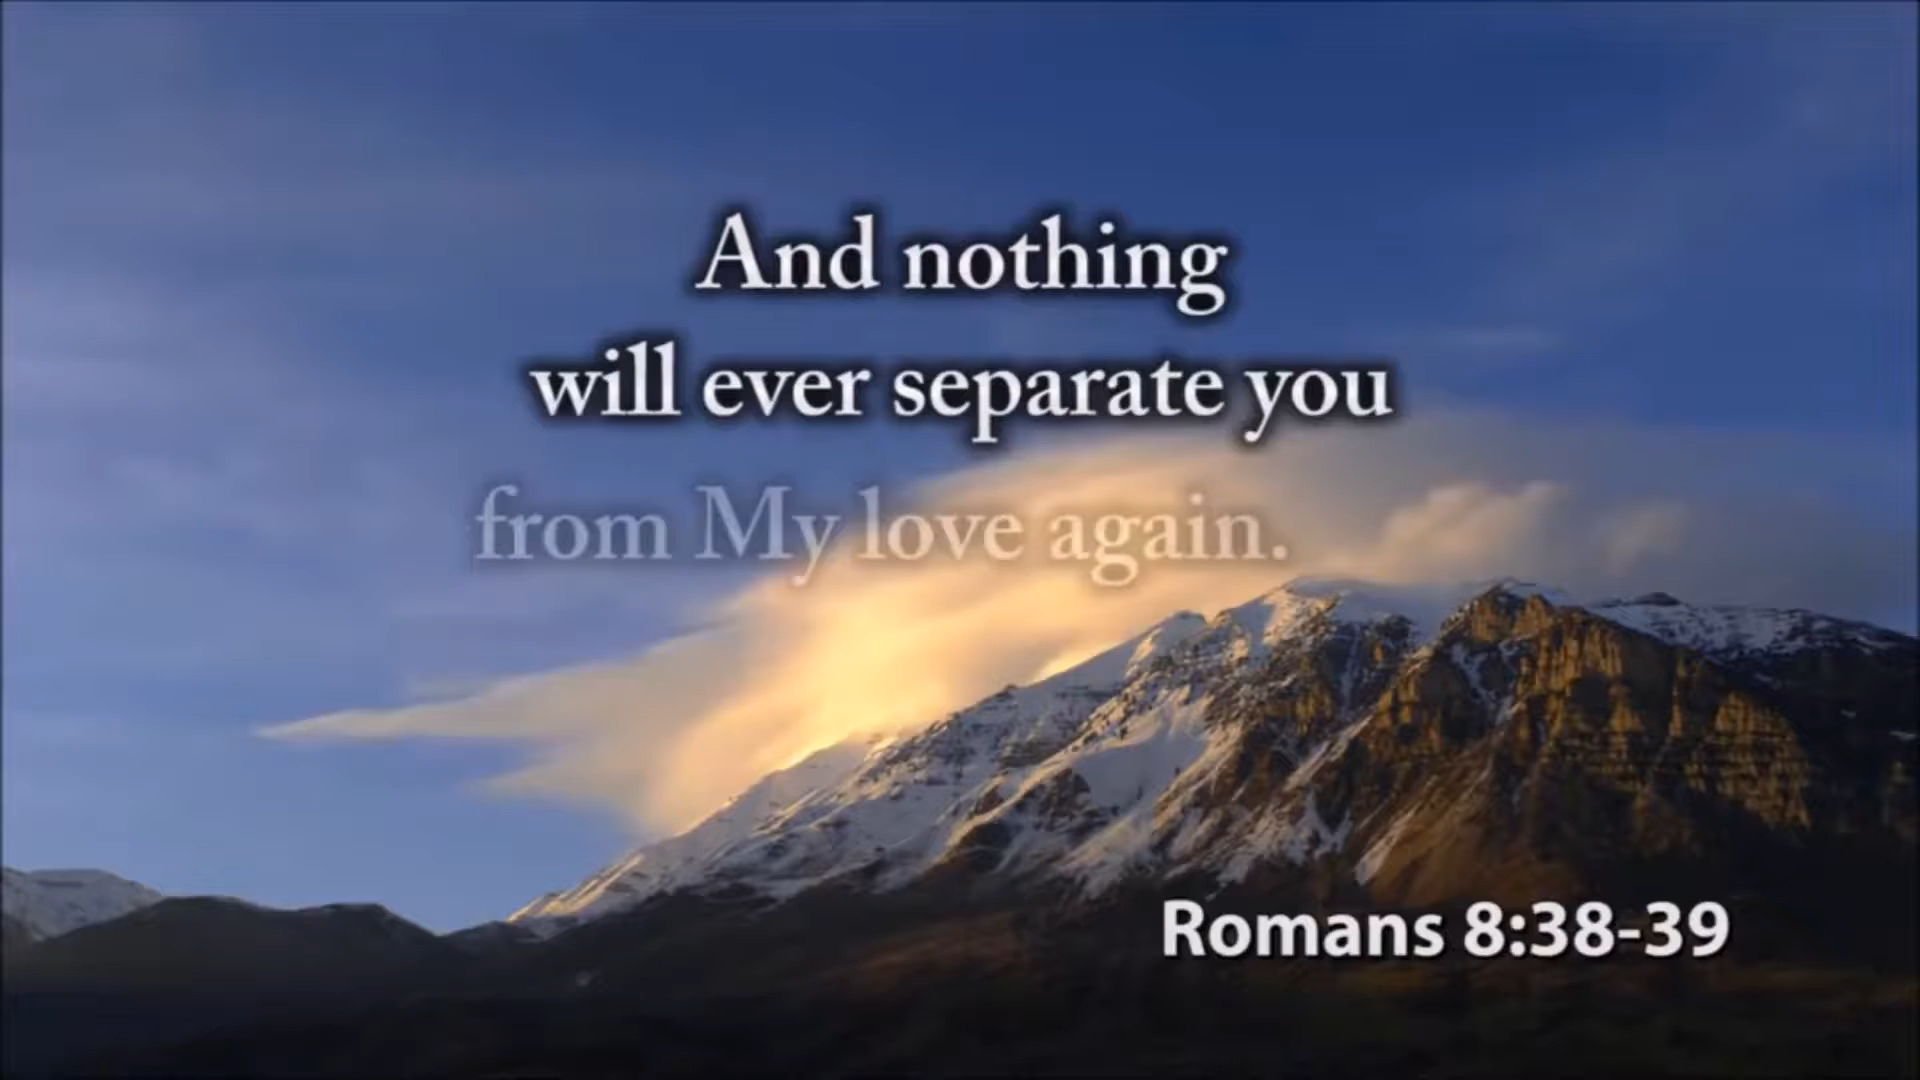 And nothing
will ever separate you
from My love again.
Romans 8:38-39